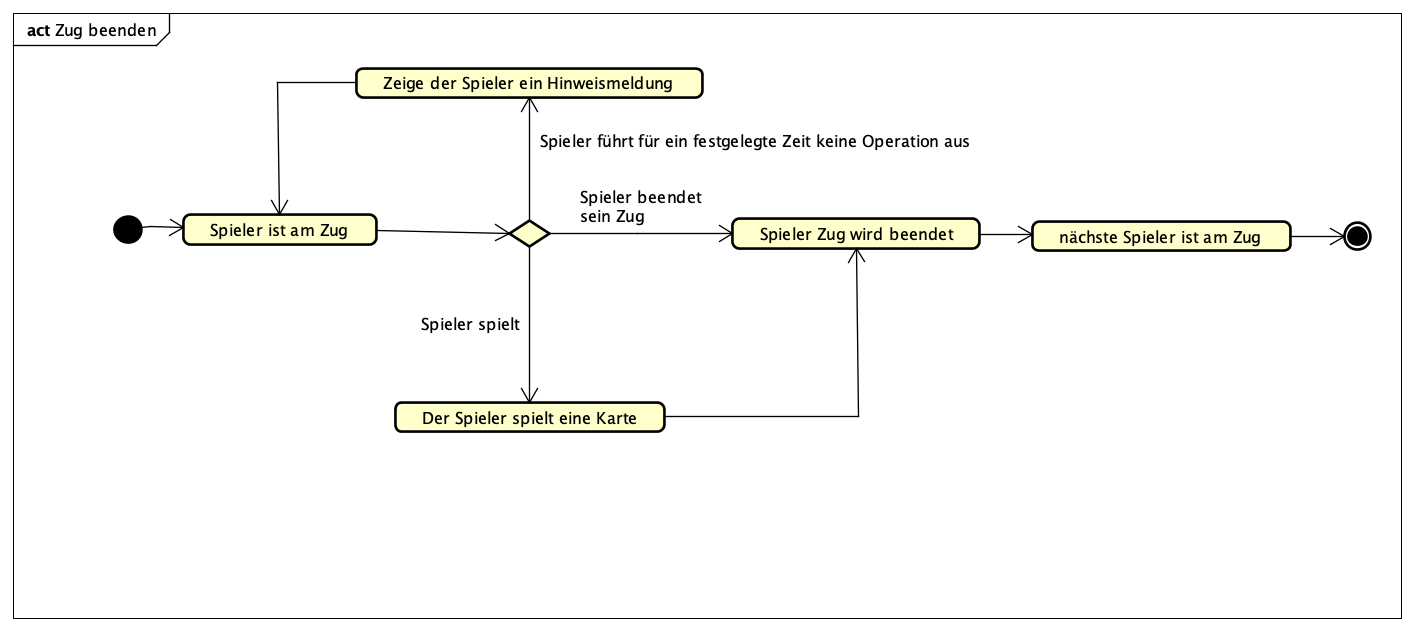 act Zug beenden
Zeige der Spieler ein Hinweismeldung
Spieler führt für ein festgelegte Zeit keine Operation aus
Spieler beendet
sein Zug
Spieler ist am Zug
Spieler Zug wird beendet
nächste Spieler ist am Zug
Spieler spielt
Der Spieler spielt eine Karte